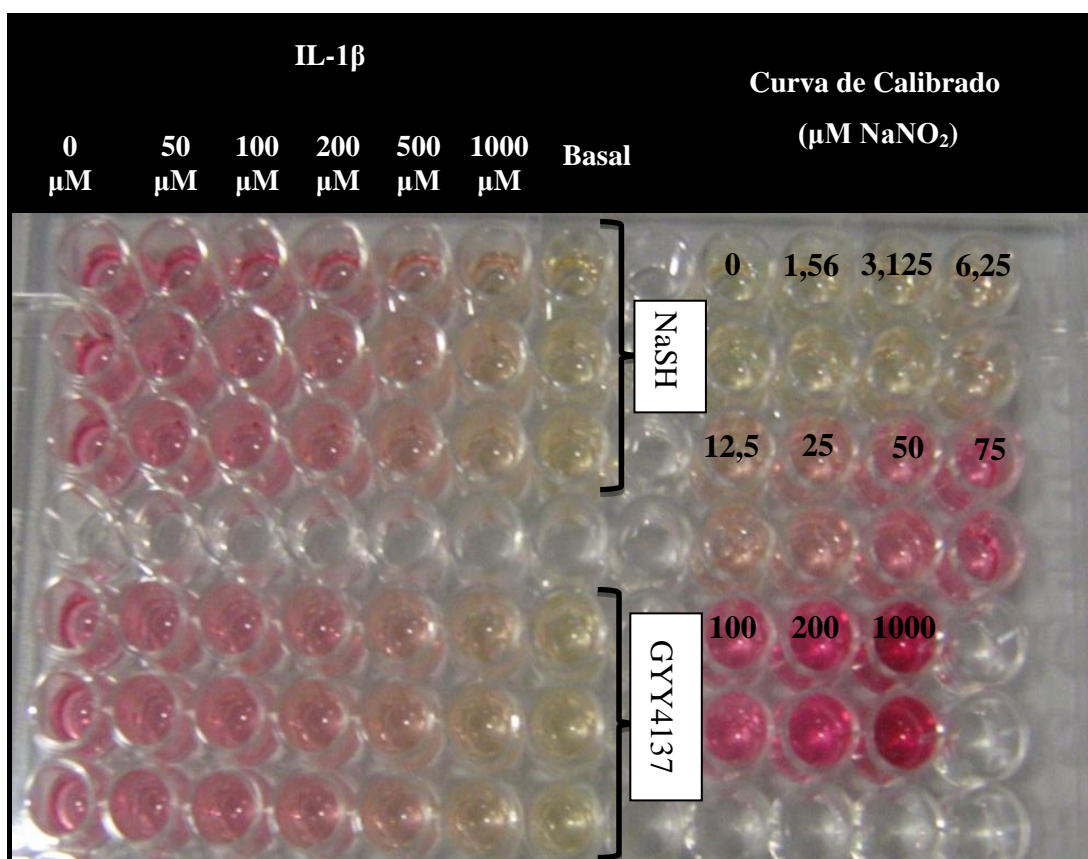 IL-1β
Curva de Calibrado
(μM NaNO₂)
0 50 100 200 500 1000
μM μM μM μM μM μM
Basal
0 1,56 3,125 6,25
NaSH
12,5 25 50 75
100 200 1000
GYY4137